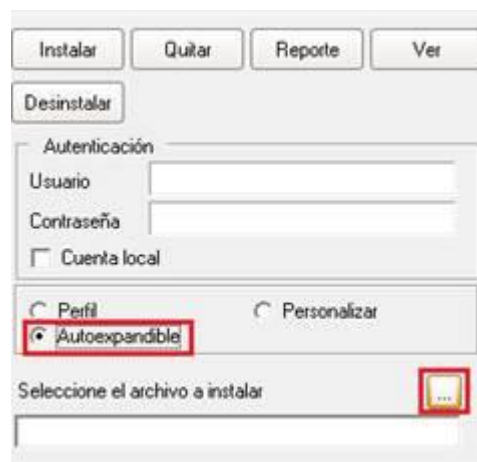 Instalar Quitar Reporte Ver
Desinstalar
Autenticación
Usuario
Contraseña
Cuenta local
Perfil Personalizar
Autoexpandible
Seleccione el archivo a instalar ...